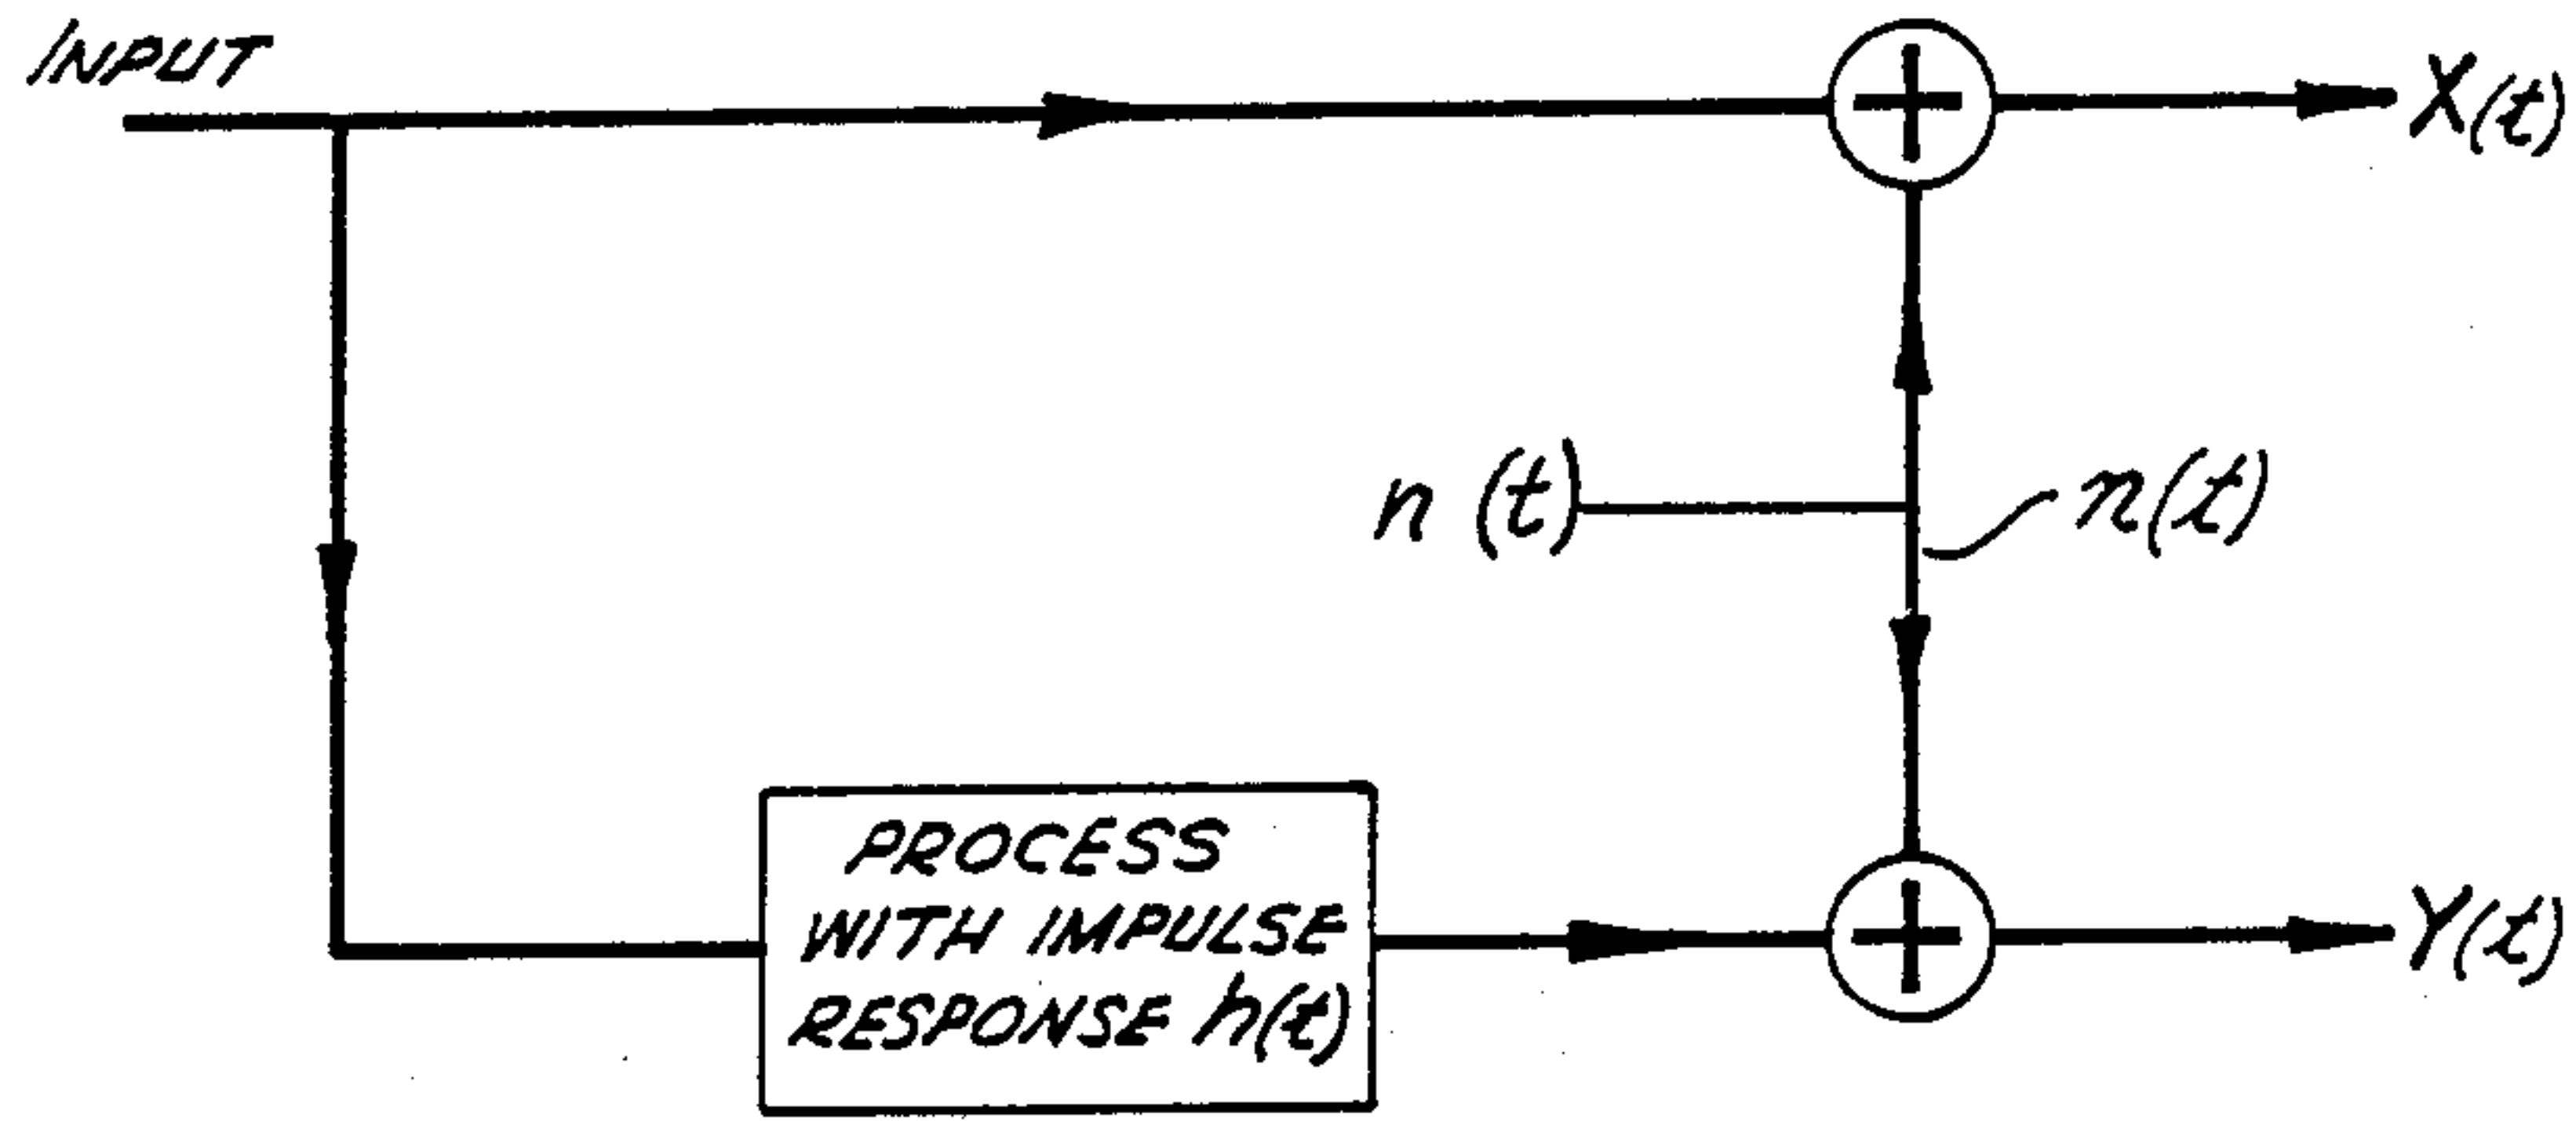 INPUT
X(t)
n (t)
n(t)
PROCESS
WITH IMPULSE
RESPONSE h(t)
Y(t)